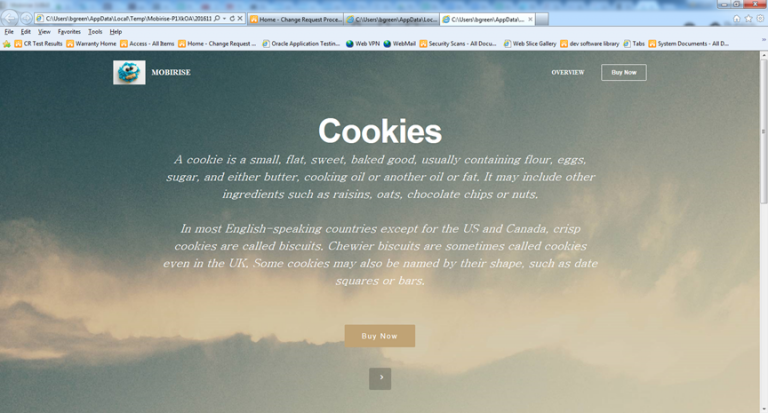 C:\Users\bgreen\AppData\Local\Temp\Mobirise-P1XkOA\201611
Home - Change Request Proce...
C:\Users\bgreen\AppData\Loc...
C:\Users\bgreen\AppData\...
File Edit View Favorites Tools Help
CR Test Results Warranty Home Access - All Items Home - Change Request ... Oracle Application Testin... Web VPN WebMail Security Scans - All Docu... Web Slice Gallery dev software library Tabs System Documents - All D...
MOBIRISE OVERVIEW Buy Now
Cookies
A cookie is a small, flat, sweet, baked good, usually containing flour, eggs,
sugar, and either butter, cooking oil or another oil or fat. It may include other
ingredients such as raisins, oats, chocolate chips or nuts.
In most English-speaking countries except for the US and Canada, crisp
cookies are called biscuits. Chewier biscuits are sometimes called cookies
even in the UK. Some cookies may also be named by their shape, such as date
squares or bars.
Buy Now